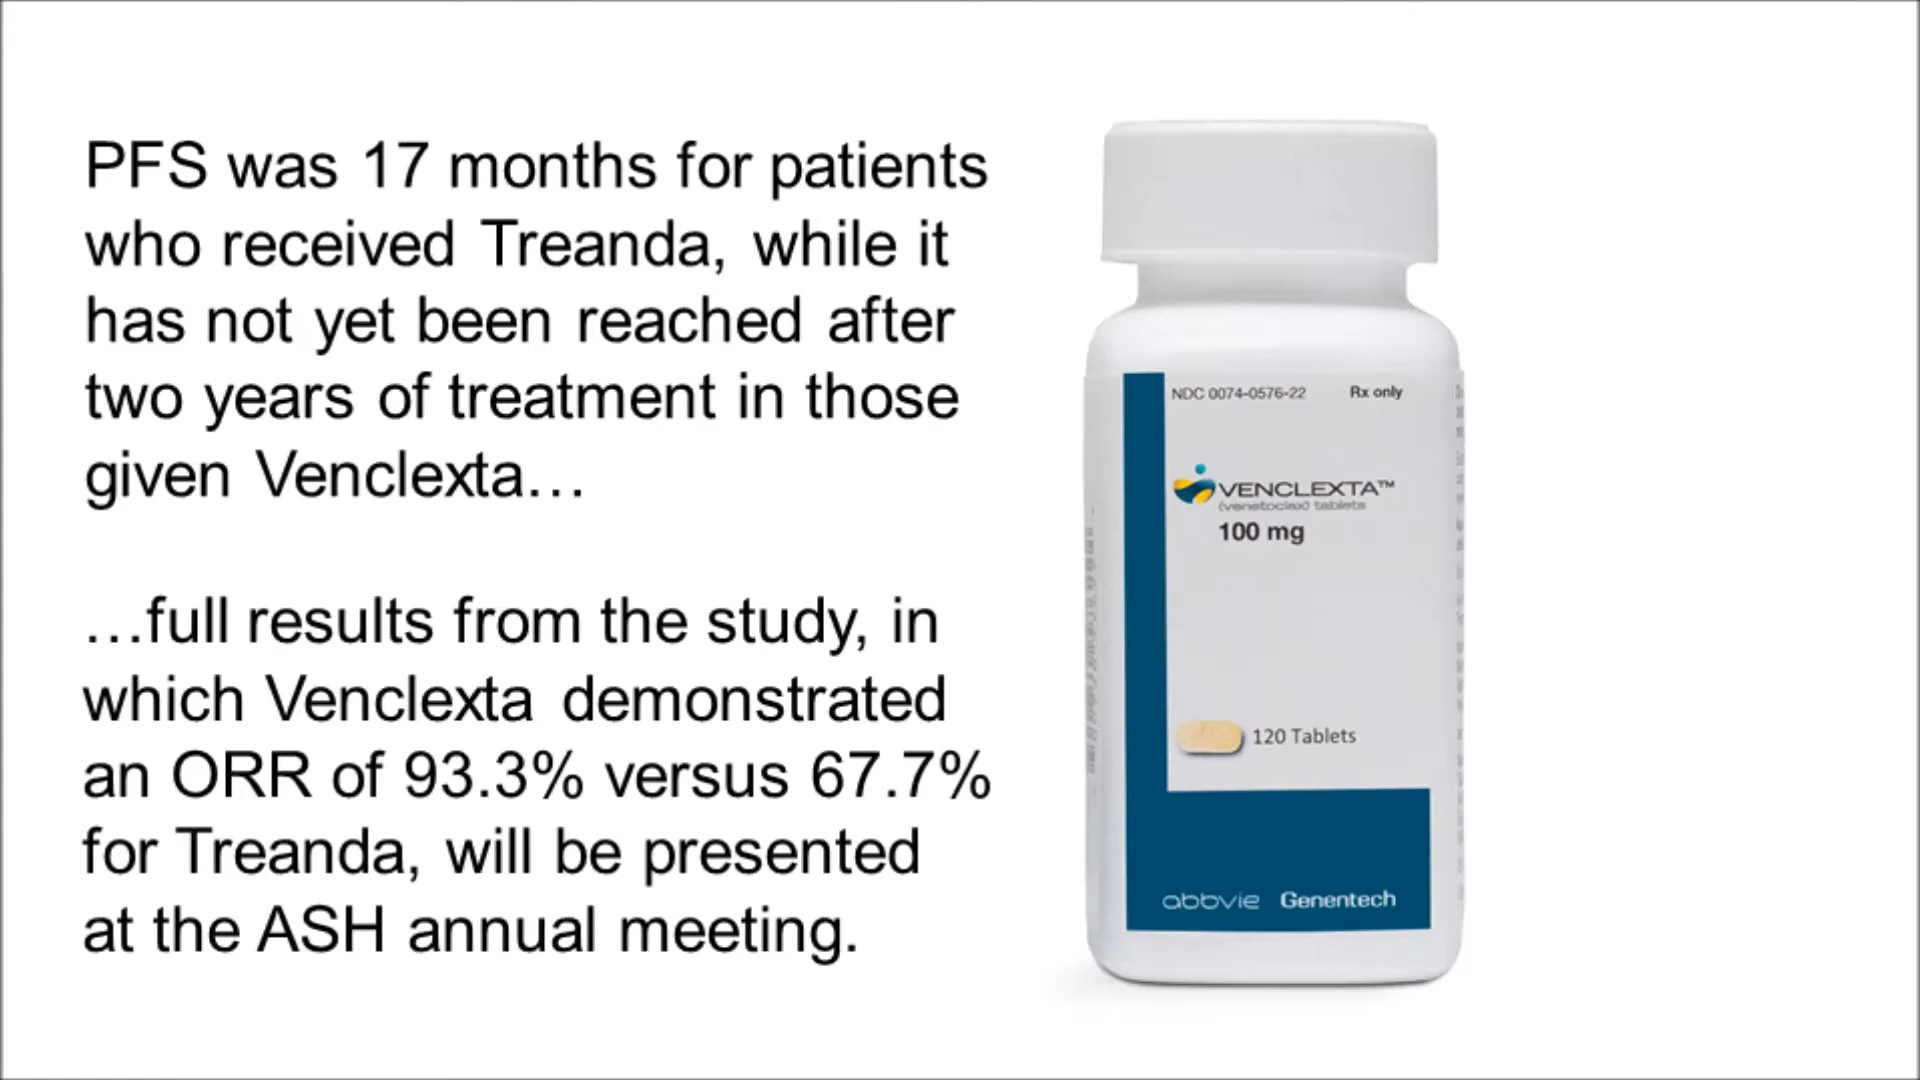 PFS was 17 months for patients
who received Treanda, while it
has not yet been reached after
two years of treatment in those
given Venclexta…
…full results from the study, in
which Venclexta demonstrated
an ORR of 93.3% versus 67.7%
for Treanda, will be presented
at the ASH annual meeting.
NDC 0074-0576-22 Rx only
VENCLEXTA™
(venetoclax) tablets
100 mg
120 Tablets
abbvie Genentech